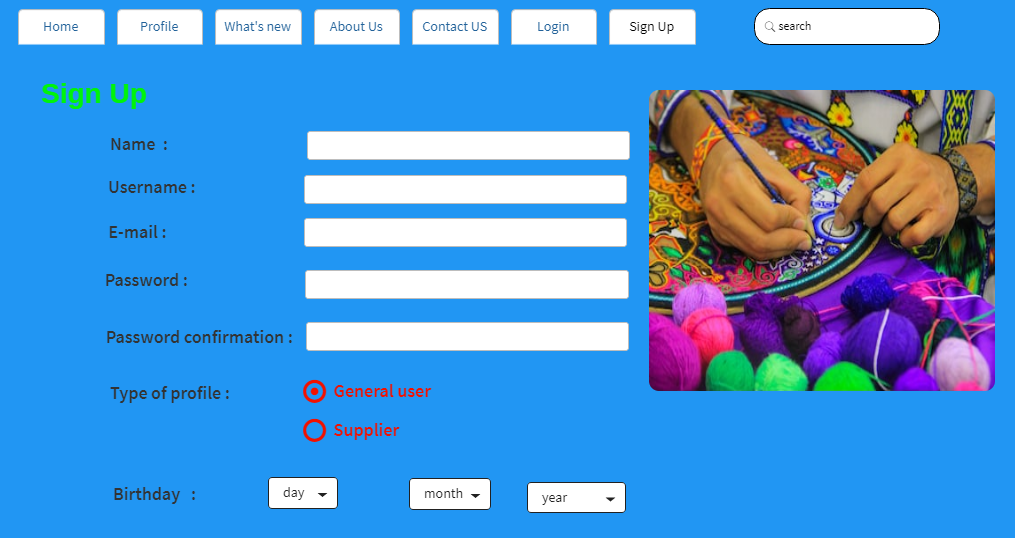 Home Profile What's new About Us Contact US Login Sign Up search
Sign Up
Name :
Username :
E-mail :
Password :
Password confirmation :
Type of profile : General user
Supplier
Birthday : day month year